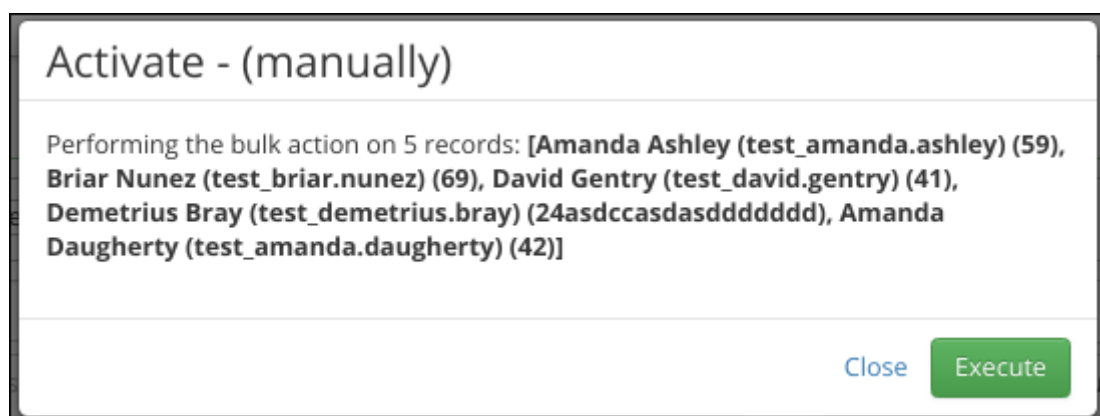 Activate - (manually)
Performing the bulk action on 5 records: [Amanda Ashley (test_amanda.ashley) (59),
Briar Nunez (test_briar.nunez) (69), David Gentry (test_david.gentry) (41),
Demetrius Bray (test_demetrius.bray) (24asdccasdasddddddd), Amanda
Daugherty (test_amanda.daugherty) (42)]
Close
Execute